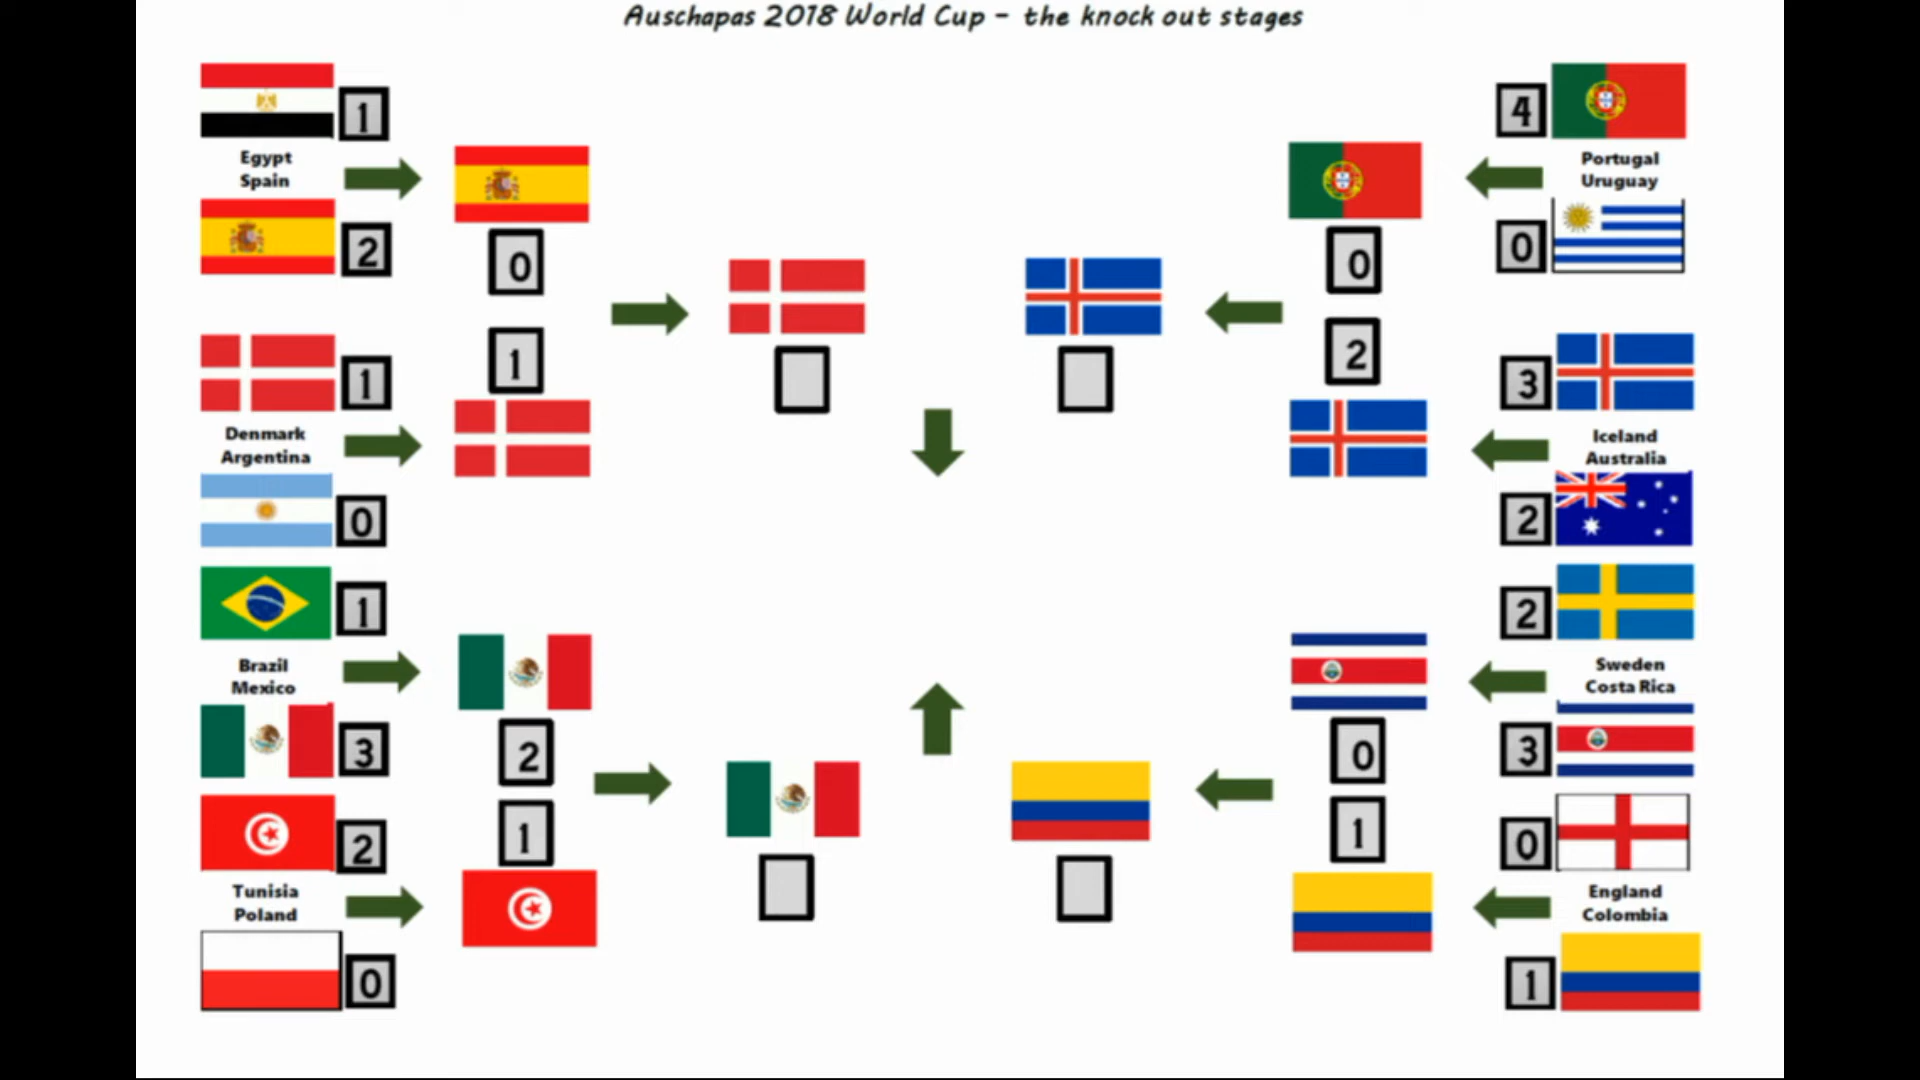 Auschapas 2018 World Cup - the knock out stages
1
4
Egypt
Spain
Portugal
Uruguay
2
0
0
0
1
2
1
3
Denmark
Argentina
Iceland
Australia
0
2
1
2
Brazil
Mexico
Sweden
Costa Rica
3
2
0
3
2
1
1
0
Tunisia
Poland
England
Colombia
0
1